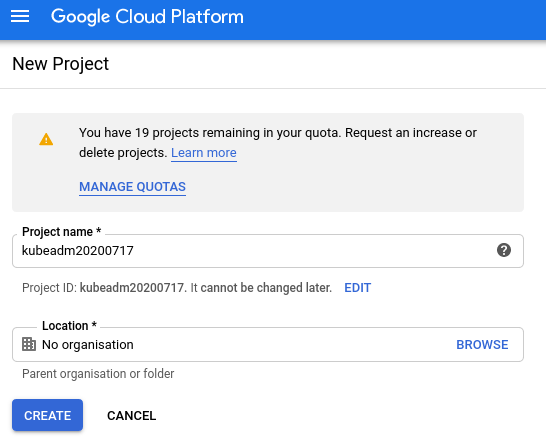 Google Cloud Platform
New Project
You have 19 projects remaining in your quota. Request an increase or
delete projects. Learn more
MANAGE QUOTAS
Project name *
kubeadm20200717
Project ID: kubeadm20200717. It cannot be changed later. EDIT
Location *
No organisation BROWSE
Parent organisation or folder
CREATE CANCEL